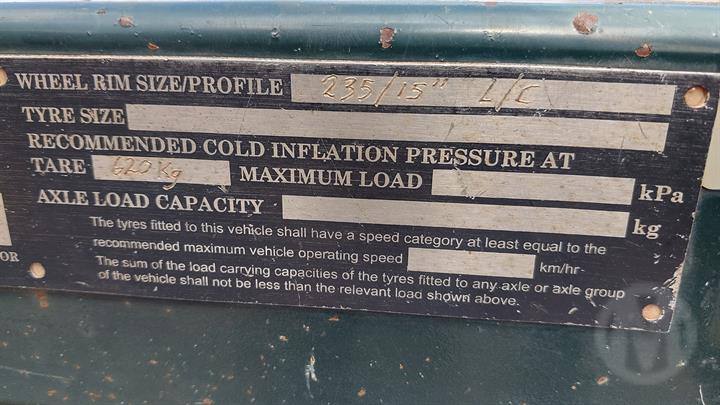 WHEEL RIM SIZE/PROFILE 235/15" L/C
TYRE SIZE
RECOMMENDED COLD INFLATION PRESSURE AT
TARE 620 Kg MAXIMUM LOAD kPa
AXLE LOAD CAPACITY kg
The tyres fitted to this vehicle shall have a speed category at least equal to the
recommended maximum vehicle operating speed km/hr
The sum of the load carrying capacities of the tyres fitted to any axle or axle group
of the vehicle shall not be less than the relevant load shown above.
OR
M